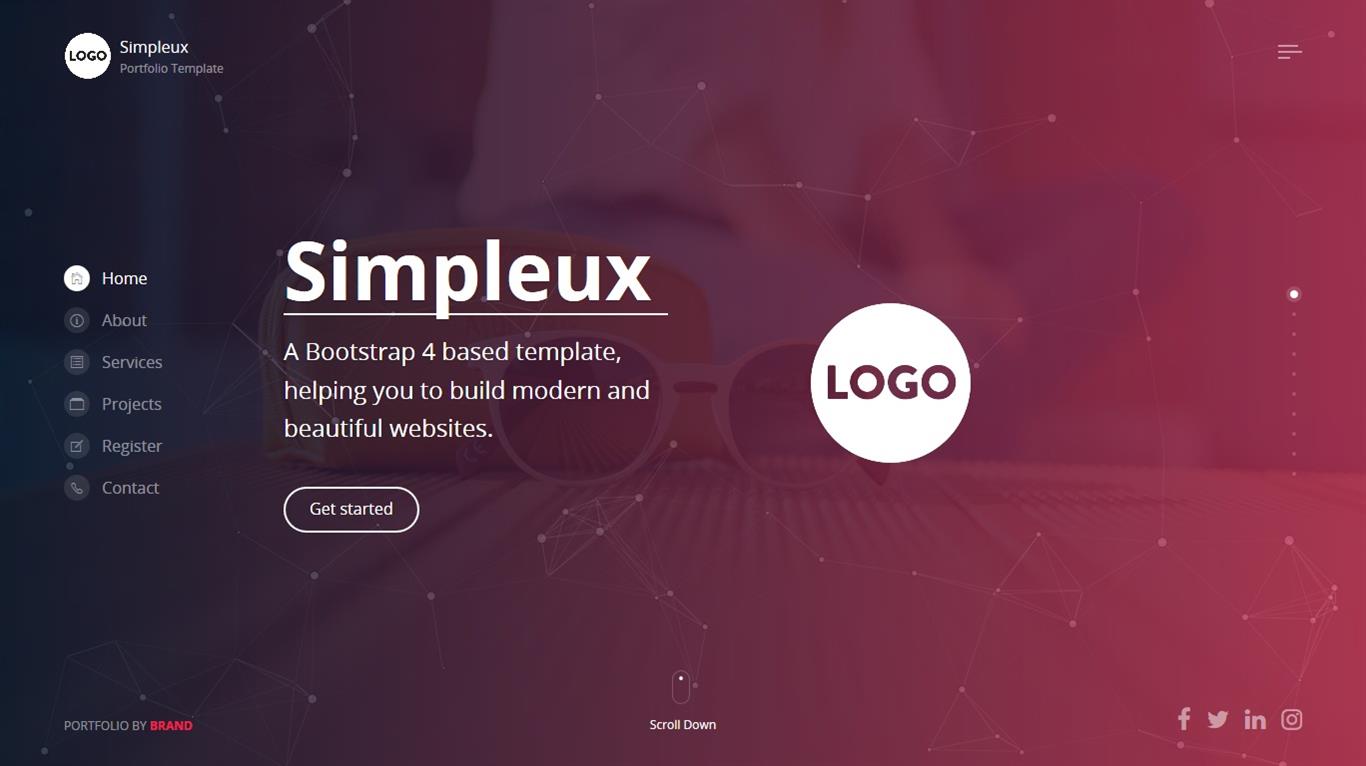 LOGO
Simpleux
Portfolio Template
Home
About
Services
Projects
Register
Contact
Simpleux
A Bootstrap 4 based template,
helping you to build modern and
beautiful websites.
Get started
LOGO
PORTFOLIO BY BRAND
Scroll Down